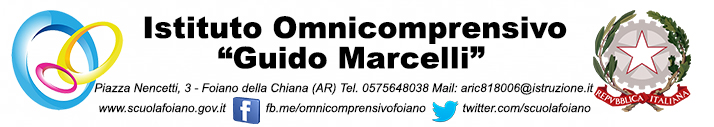 Istituto Omnicomprensivo
“Guido Marcelli”
Piazza Nencetti, 3 - Foiano della Chiana (AR) Tel. 0575648038 Mail: aric818006@istruzione.it
www.scuolafoiano.gov.it f fb.me/omnicomprensivofoiano twitter.com/scuolafoiano
REPVBBLICA ITALIANA